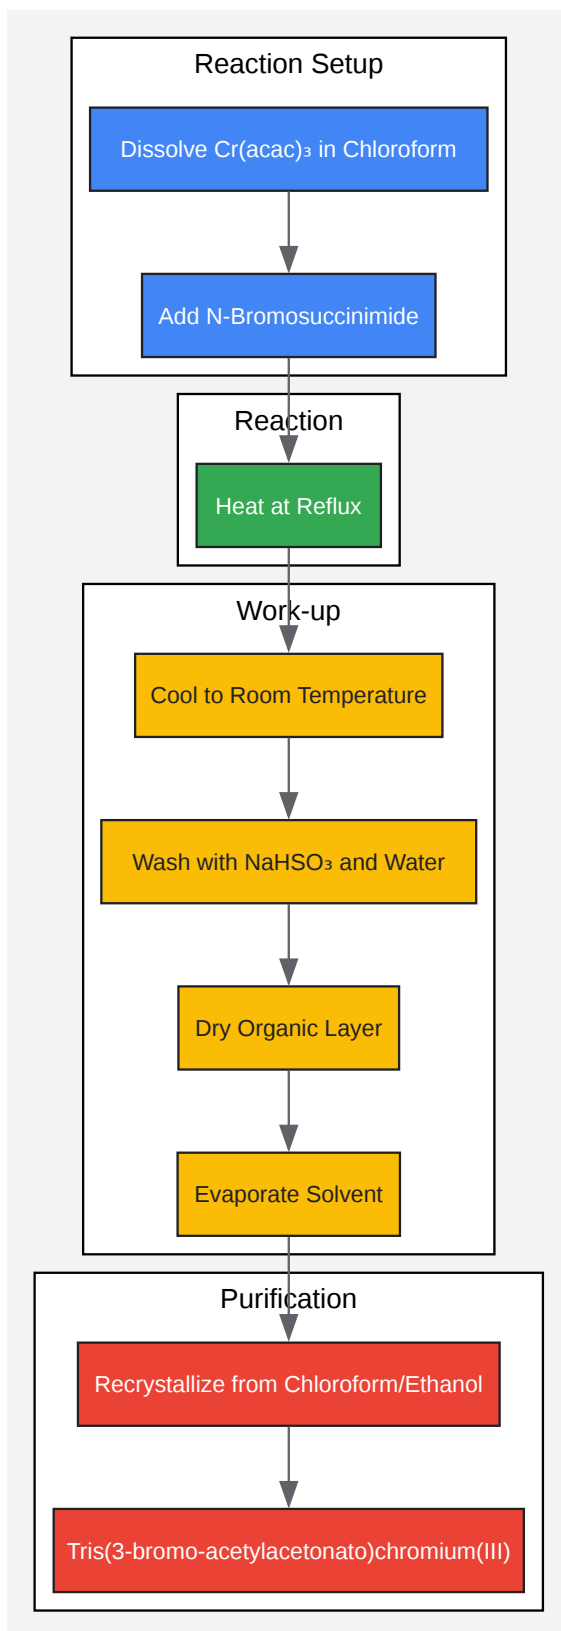 Reaction Setup
Dissolve Cr(acac)₃ in Chloroform
Add N-Bromosuccinimide
Reaction
Heat at Reflux
Work-up
Cool to Room Temperature
Wash with NaHSO₃ and Water
Dry Organic Layer
Evaporate Solvent
Purification
Recrystallize from Chloroform/Ethanol
Tris(3-bromo-acetylacetonato)chromium(III)